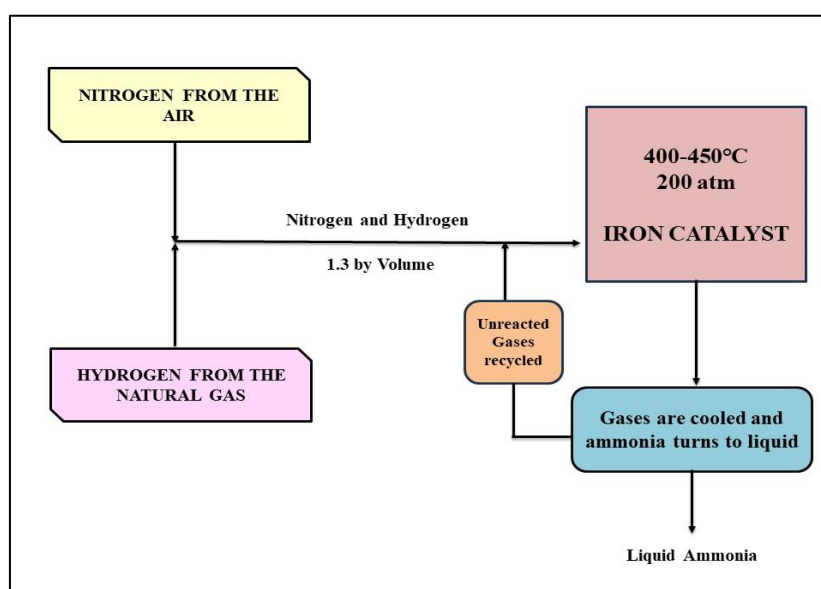 NITROGEN FROM THE
AIR
400-450°C
200 atm
IRON CATALYST
Nitrogen and Hydrogen
1.3 by Volume
Unreacted
Gases
recycled
HYDROGEN FROM THE
NATURAL GAS
Gases are cooled and
ammonia turns to liquid
Liquid Ammonia